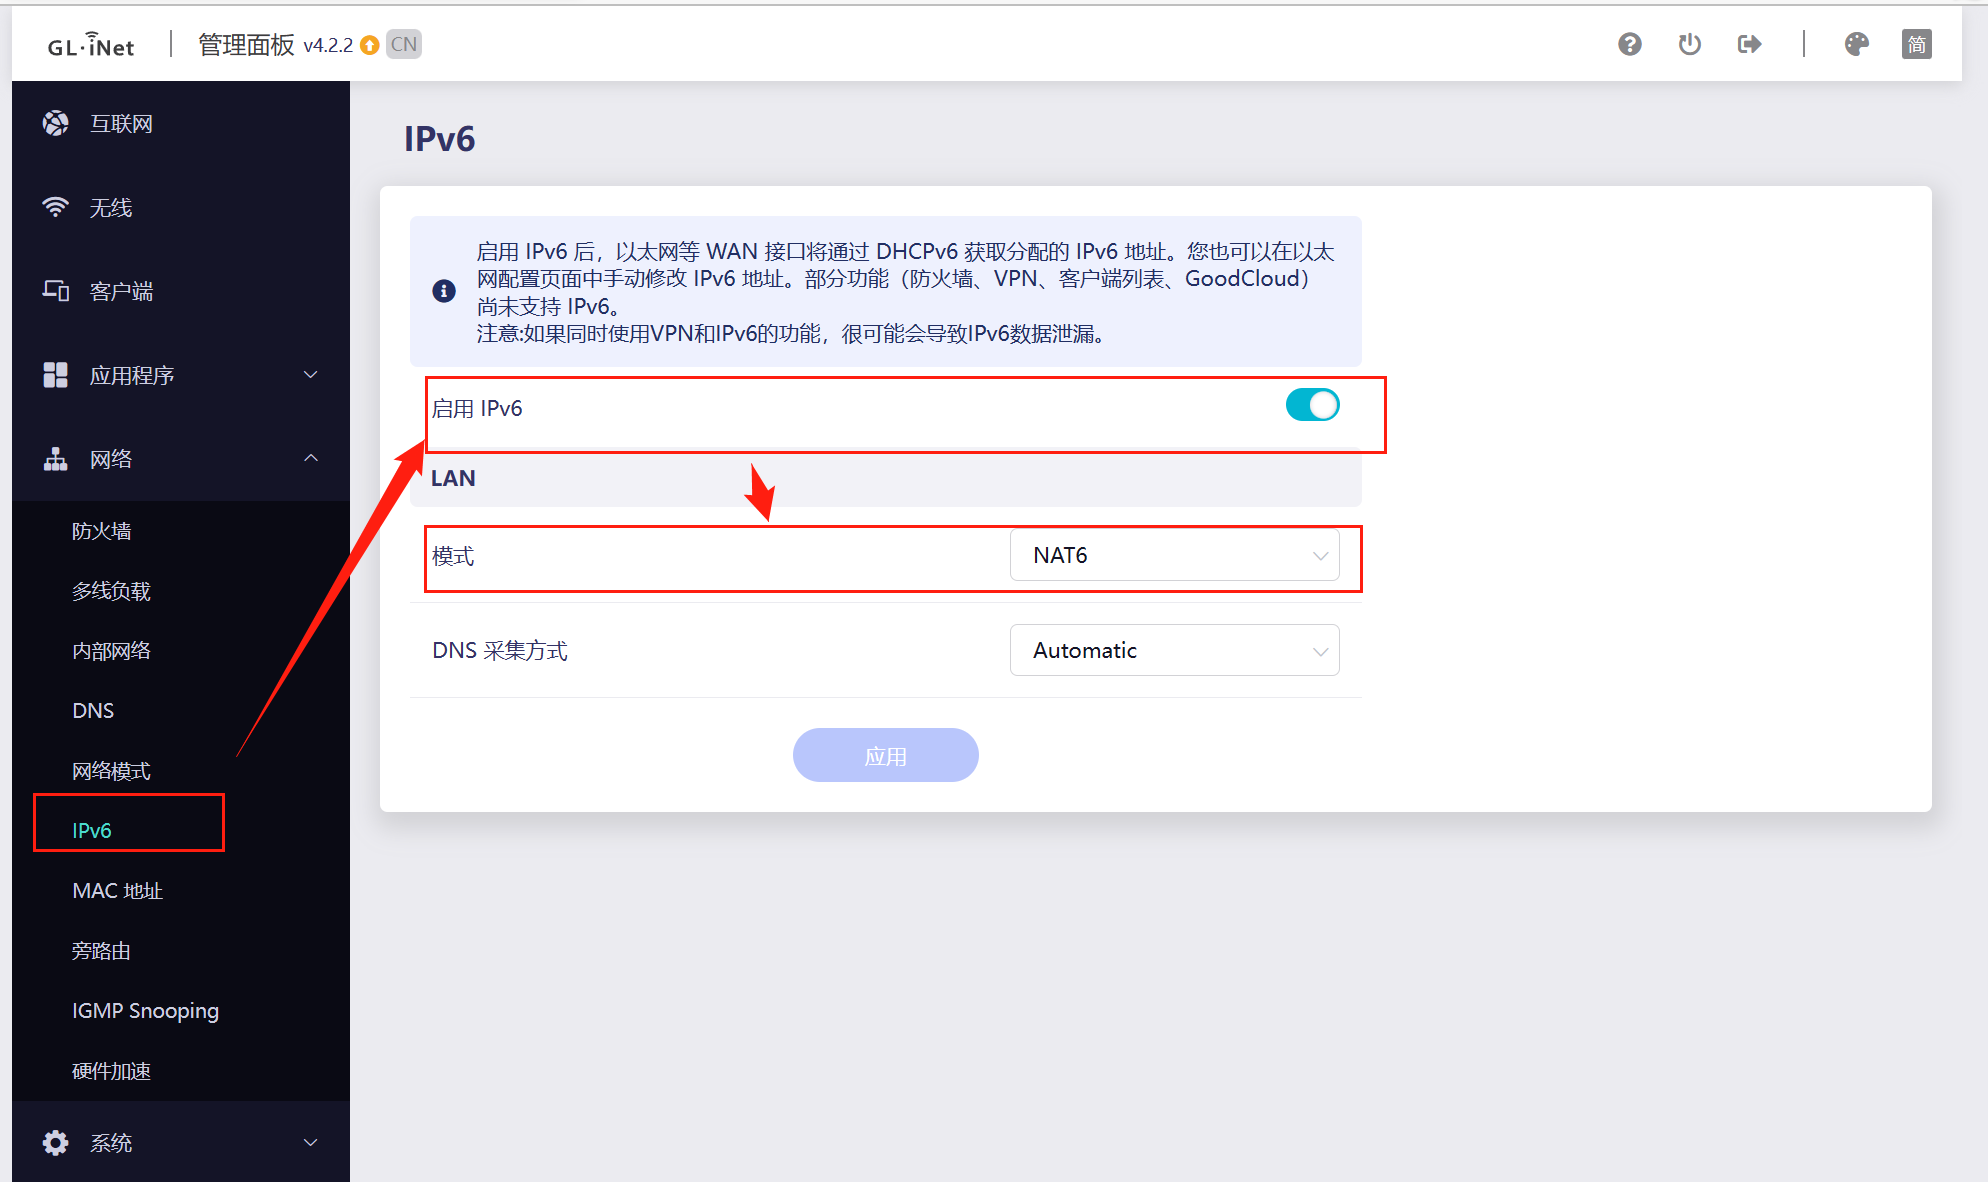 GL·iNet
管理面板 v4.2.2 CN
简
互联网
无线
客户端
应用程序
网络
防火墙
多线负载
内部网络
DNS
网络模式
IPv6
MAC 地址
旁路由
IGMP Snooping
硬件加速
系统
IPv6
启用 IPv6 后，以太网等 WAN 接口将通过 DHCPv6 获取分配的 IPv6 地址。您也可以在以太
网配置页面中手动修改 IPv6 地址。部分功能（防火墙、VPN、客户端列表、GoodCloud）
尚未支持 IPv6。
注意:如果同时使用VPN和IPv6的功能，很可能会导致IPv6数据泄漏。
启用 IPv6
LAN
模式 NAT6
DNS 采集方式 Automatic
应用